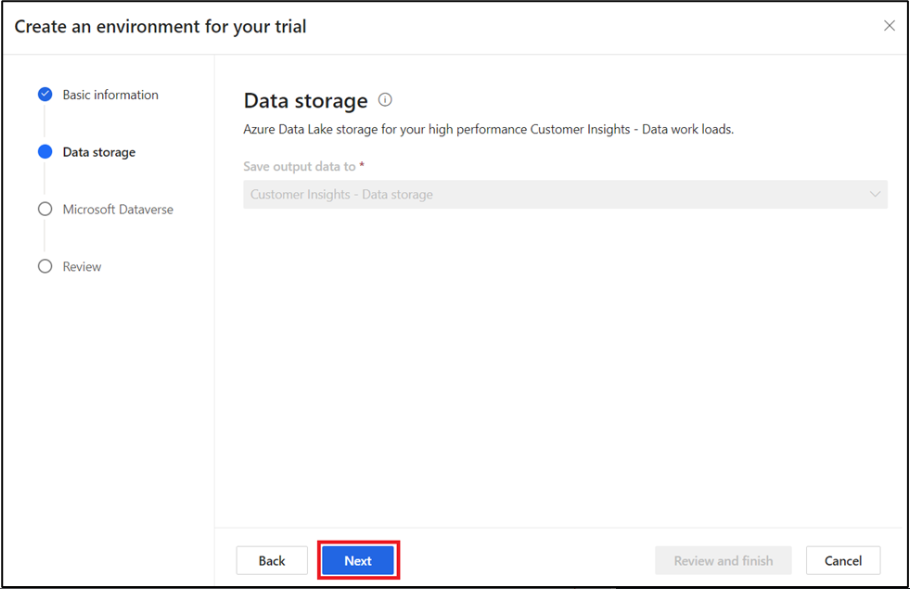 Create an environment for your trial
Basic information
Data storage
Microsoft Dataverse
Review
Data storage
Azure Data Lake storage for your high performance Customer Insights - Data work loads.
Save output data to *
Customer Insights - Data storage
Back
Next
Review and finish
Cancel